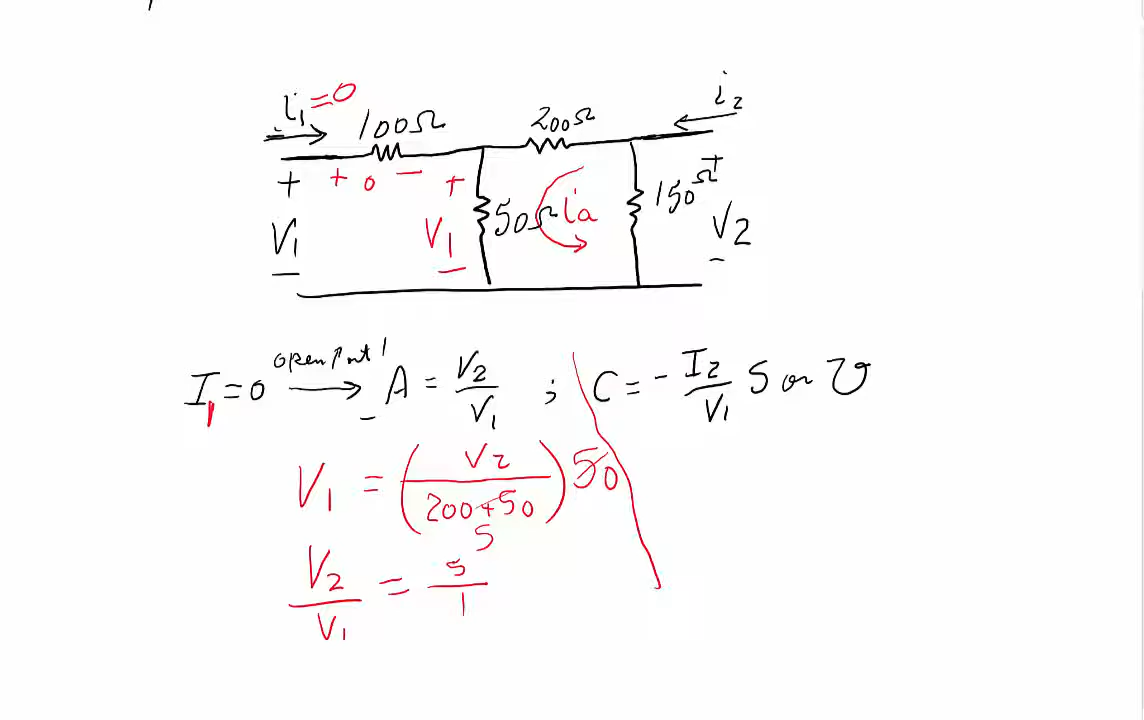 i₁ = 0
i₂
100Ω
200Ω
+ + 0 − +
50Ω
ia
150Ω
+
V₁
V₁
V2
− − −
I₁ = 0 open Port 1 → A = V₂/V₁ ; C = − I₂/V₁ S or ℧
V₁ = (V₂/(200+50)) 50
5
V₂/V₁ = 5/1